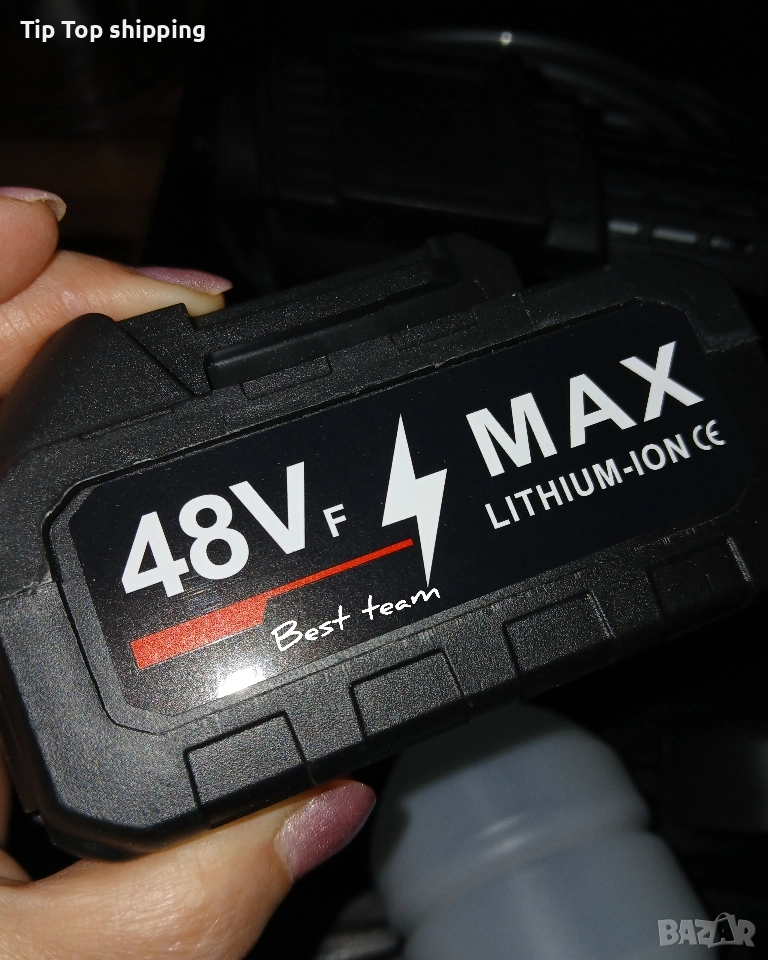 Tip Top shipping
48V F
MAX
LITHIUM-ION CE
Best team
BAZAR